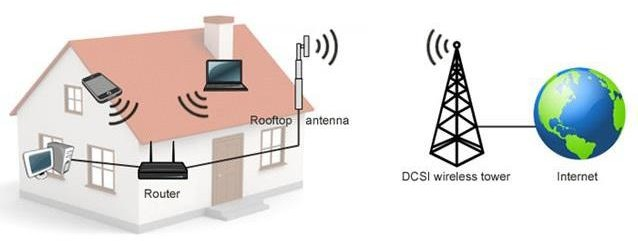 Rooftop antenna
Router
DCSI wireless tower
Internet